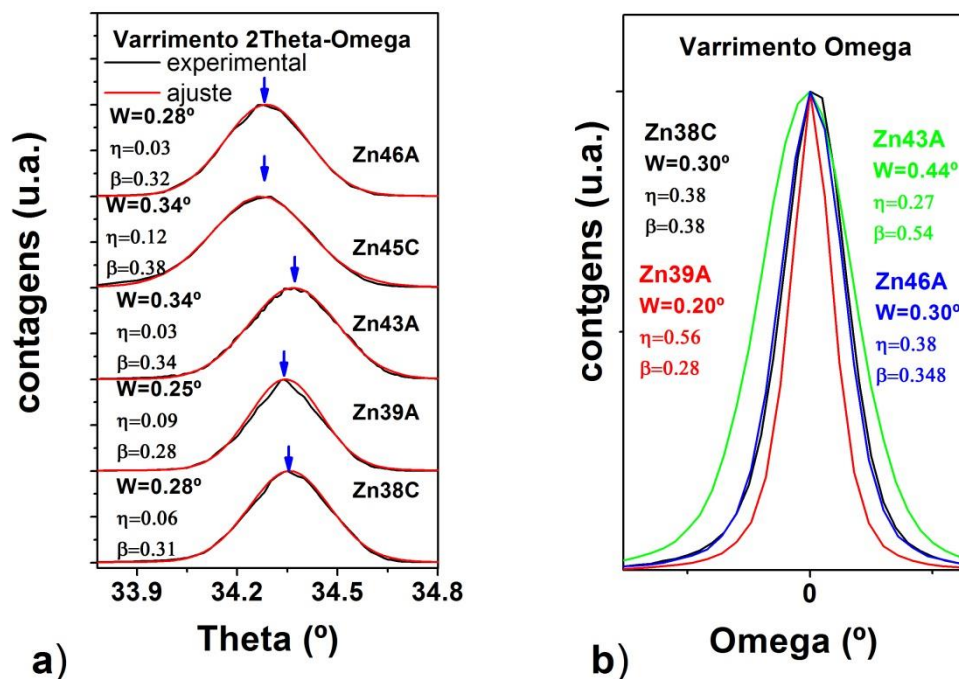 Varrimento 2Theta-Omega
experimental
ajuste
W=0.28º
η=0.03
β=0.32
Zn46A
W=0.34º
η=0.12
β=0.38
Zn45C
W=0.34º
η=0.03
β=0.34
Zn43A
W=0.25º
η=0.09
β=0.28
Zn39A
W=0.28º
η=0.06
β=0.31
Zn38C
contagens (u.a.)
33.9 34.2 34.5 34.8
Theta (º)
a)
Varrimento Omega
Zn38C
W=0.30º
η=0.38
β=0.38
Zn43A
W=0.44º
η=0.27
β=0.54
Zn39A
W=0.20º
η=0.56
β=0.28
Zn46A
W=0.30º
η=0.38
β=0.348
contgens (u.a.)
0
Omega (º)
b)